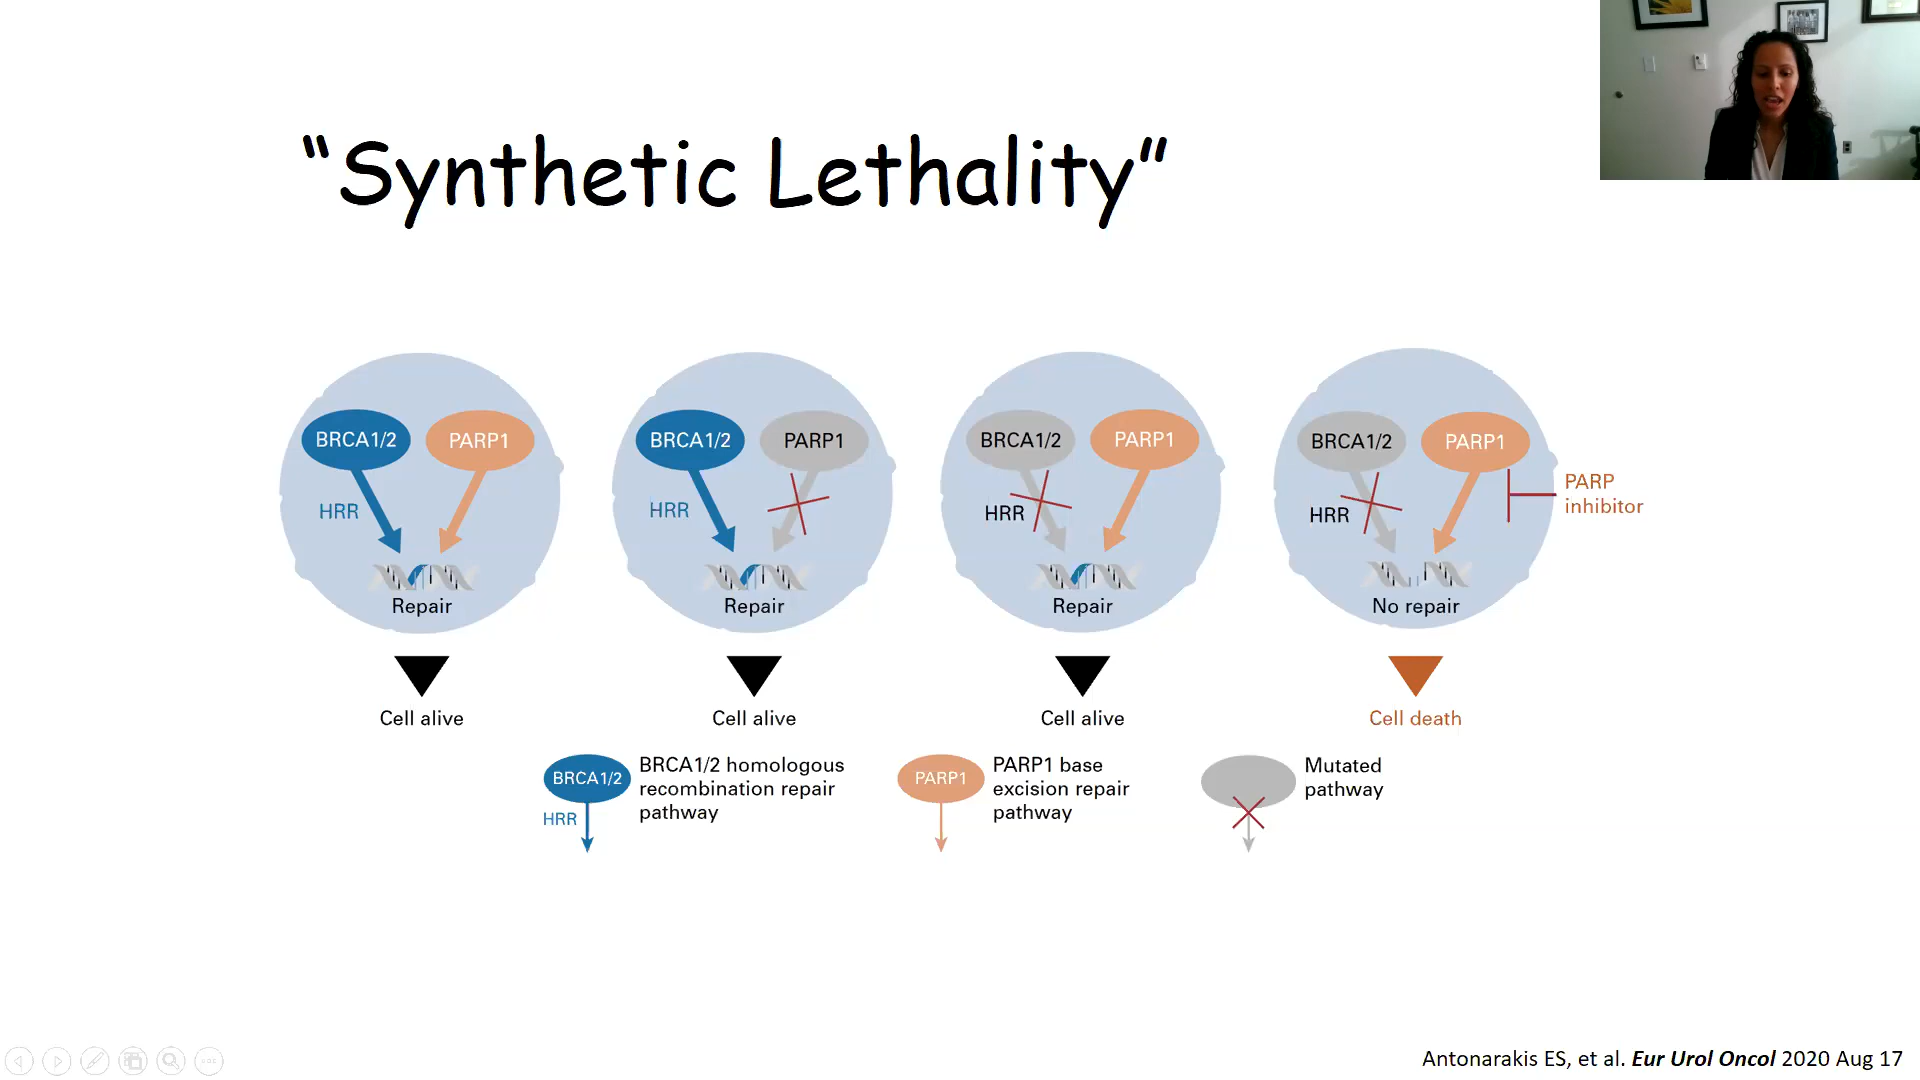 “Synthetic Lethality”
BRCA1/2 PARP1
HRR
Repair
Cell alive
BRCA1/2 PARP1
HRR
Repair
Cell alive
BRCA1/2 PARP1
HRR
Repair
Cell alive
BRCA1/2 PARP1
PARP
inhibitor
HRR
No repair
Cell death
BRCA1/2
HRR
BRCA1/2 homologous
recombination repair
pathway
PARP1
PARP1 base
excision repair
pathway
Mutated
pathway
Antonarakis ES, et al. Eur Urol Oncol 2020 Aug 17